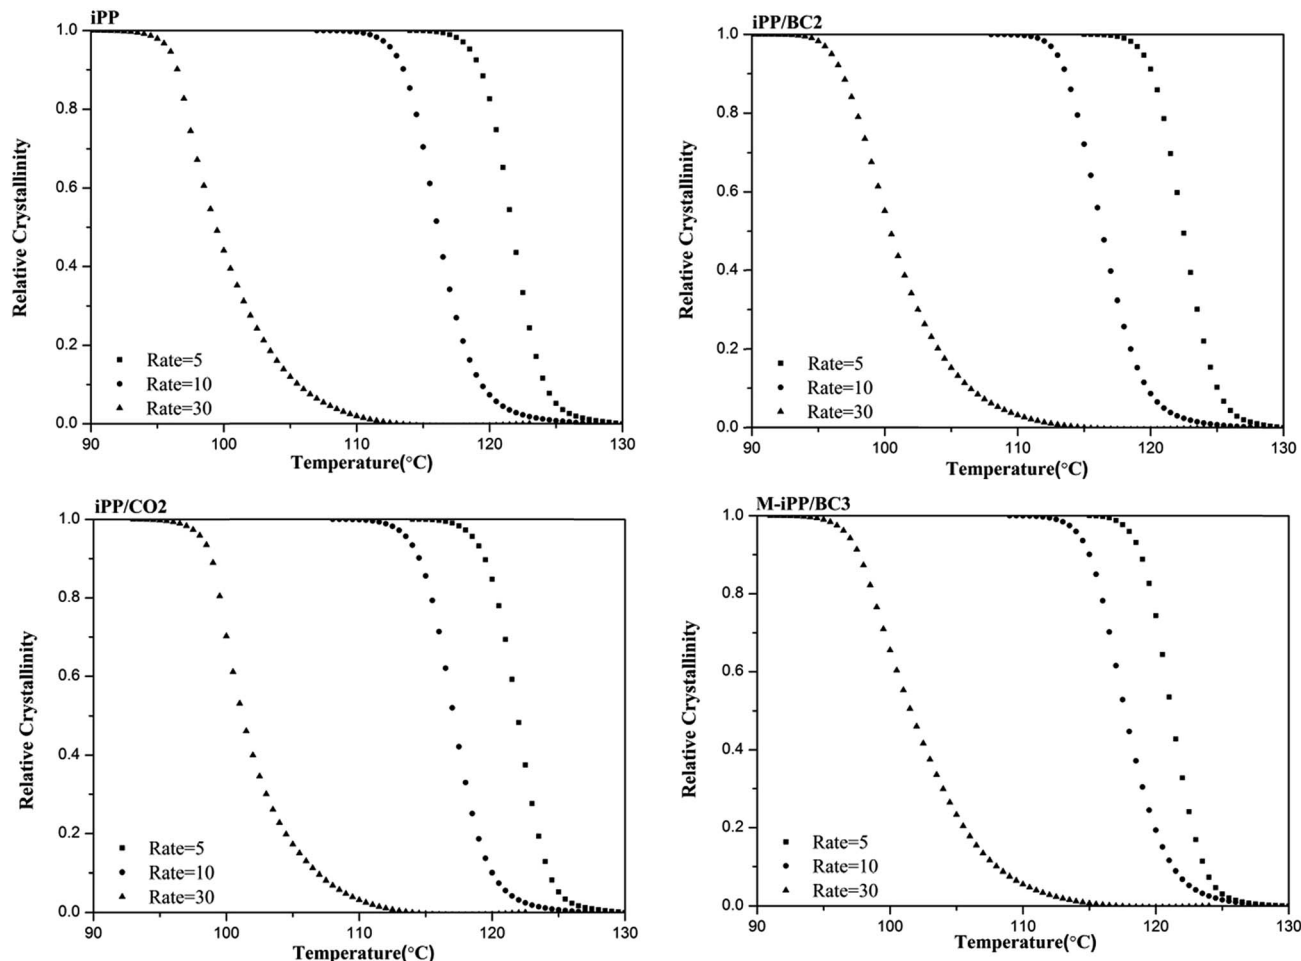 iPP
1.0
0.8
0.6
0.4
0.2
0.0
Relative Crystallinity
Rate=5
Rate=10
Rate=30
90 100 110 120 130
Temperature(°C)
iPP/BC2
1.0
0.8
0.6
0.4
0.2
0.0
Relative Crystallinity
Rate=5
Rate=10
Rate=30
90 100 110 120 130
Temperature(°C)
iPP/CO2
1.0
0.8
0.6
0.4
0.2
0.0
Relative Crystallinity
Rate=5
Rate=10
Rate=30
90 100 110 120 130
Temperature(°C)
M-iPP/BC3
1.0
0.8
0.6
0.4
0.2
0.0
Relative Crystallinity
Rate=5
Rate=10
Rate=30
90 100 110 120 130
Temperature(°C)